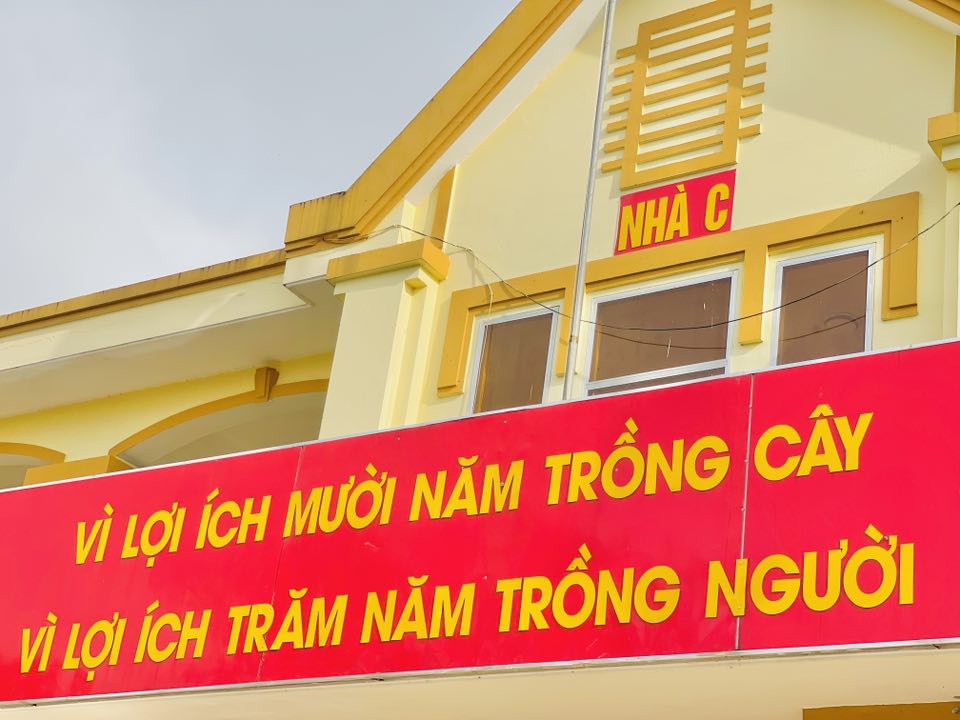 NHÀ C
VÌ LỢI ÍCH MƯỜI NĂM TRỒNG CÂY
VÌ LỢI ÍCH TRĂM NĂM TRỒNG NGƯỜI